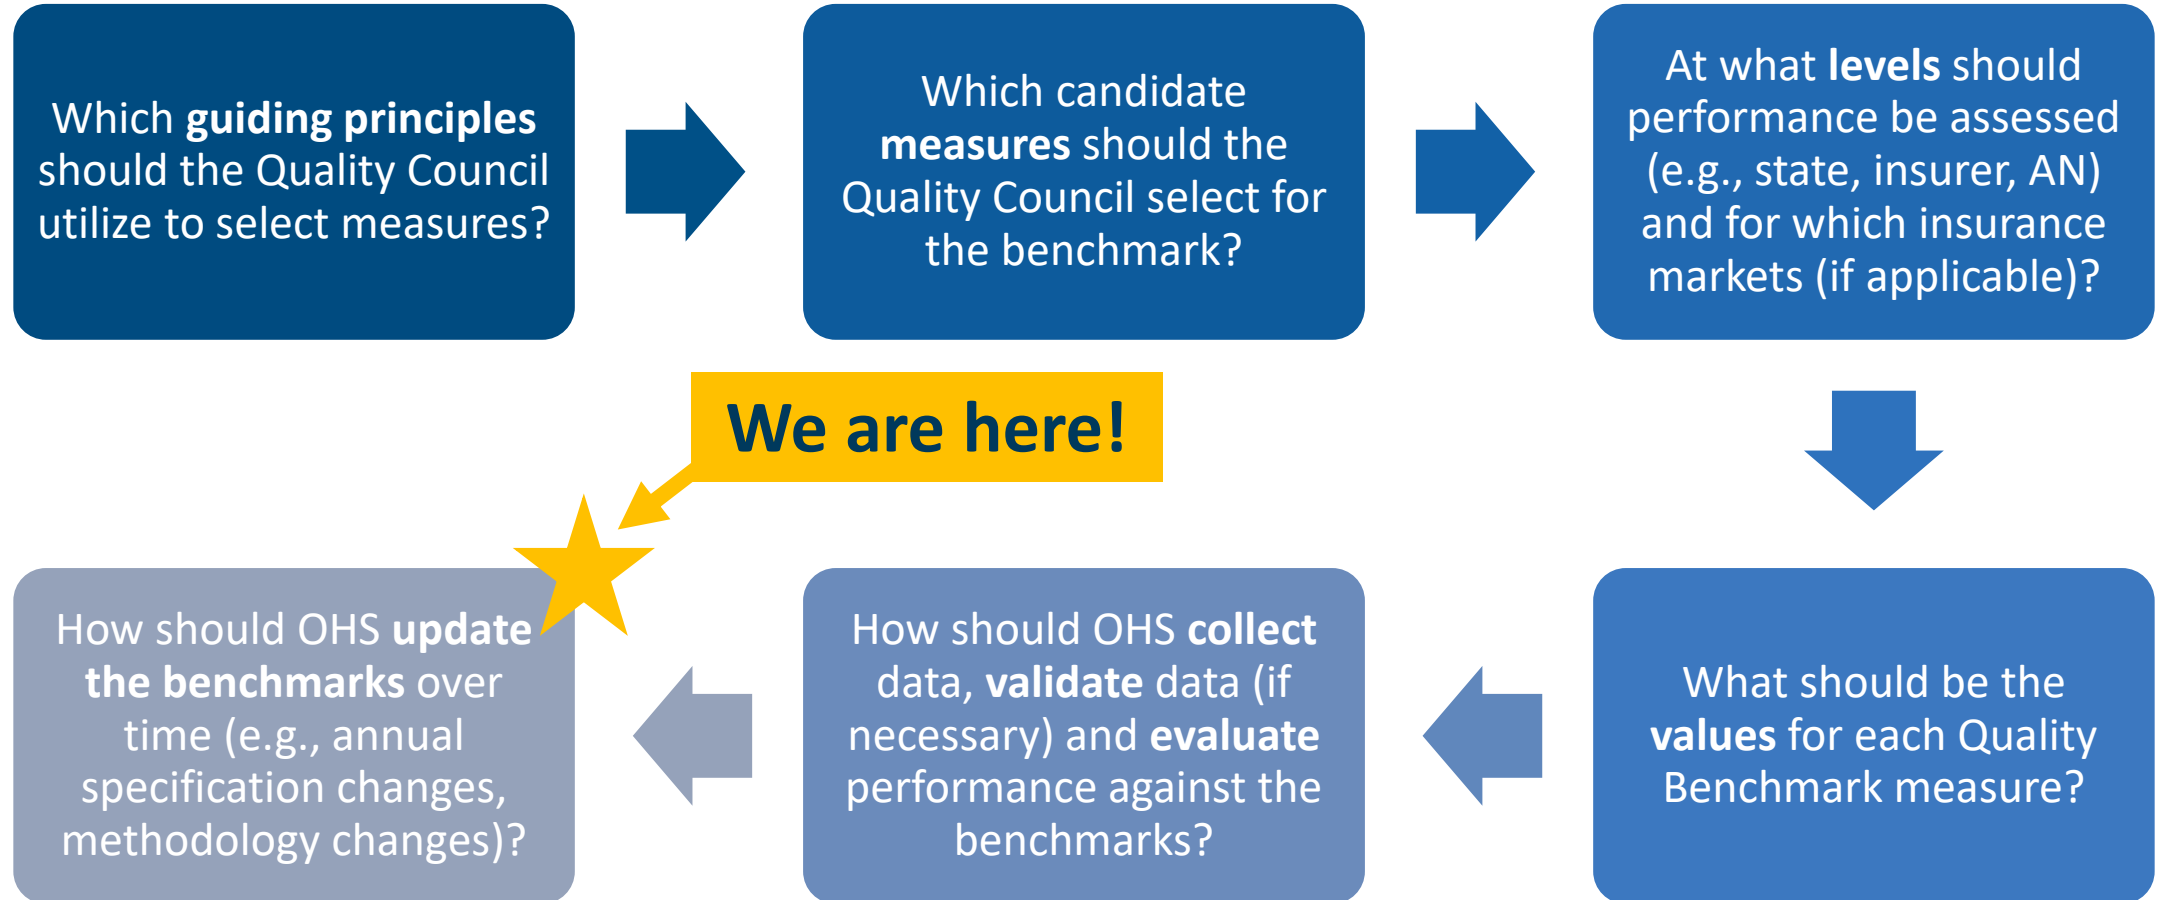 Which guiding principles
should the Quality Council
utilize to select measures?
Which candidate
measures should the
Quality Council select for
the benchmark?
At what levels should
performance be assessed
(e.g., state, insurer, AN)
and for which insurance
markets (if applicable)?
We are here!
What should be the
values for each Quality
Benchmark measure?
How should OHS collect
data, validate data (if
necessary) and evaluate
performance against the
benchmarks?
How should OHS update
the benchmarks over
time (e.g., annual
specification changes,
methodology changes)?